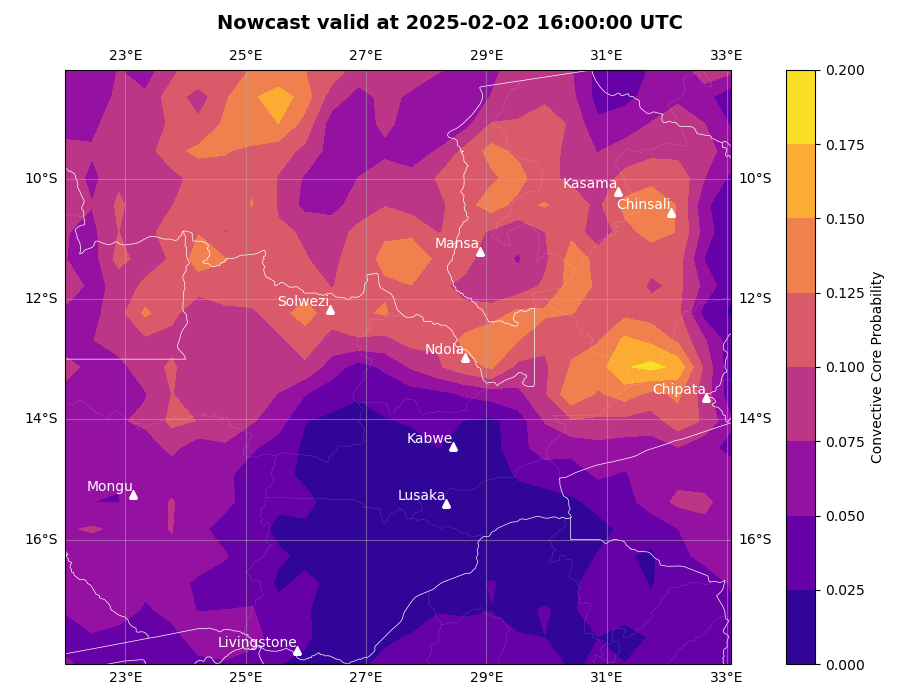 Nowcast valid at 2025-02-02 16:00:00 UTC
23°E 25°E 27°E 29°E 31°E 33°E
0.200
0.175
0.150
0.125
0.100
0.075
0.050
0.025
0.000
Convective Core Probability
10°S 10°S
12°S 12°S
14°S 14°S
16°S 16°S
Kasama
Chinsali
Mansa
Solwezi
Ndola
Chipata
Kabwe
Mongu
Lusaka
Livingstone
23°E 25°E 27°E 29°E 31°E 33°E